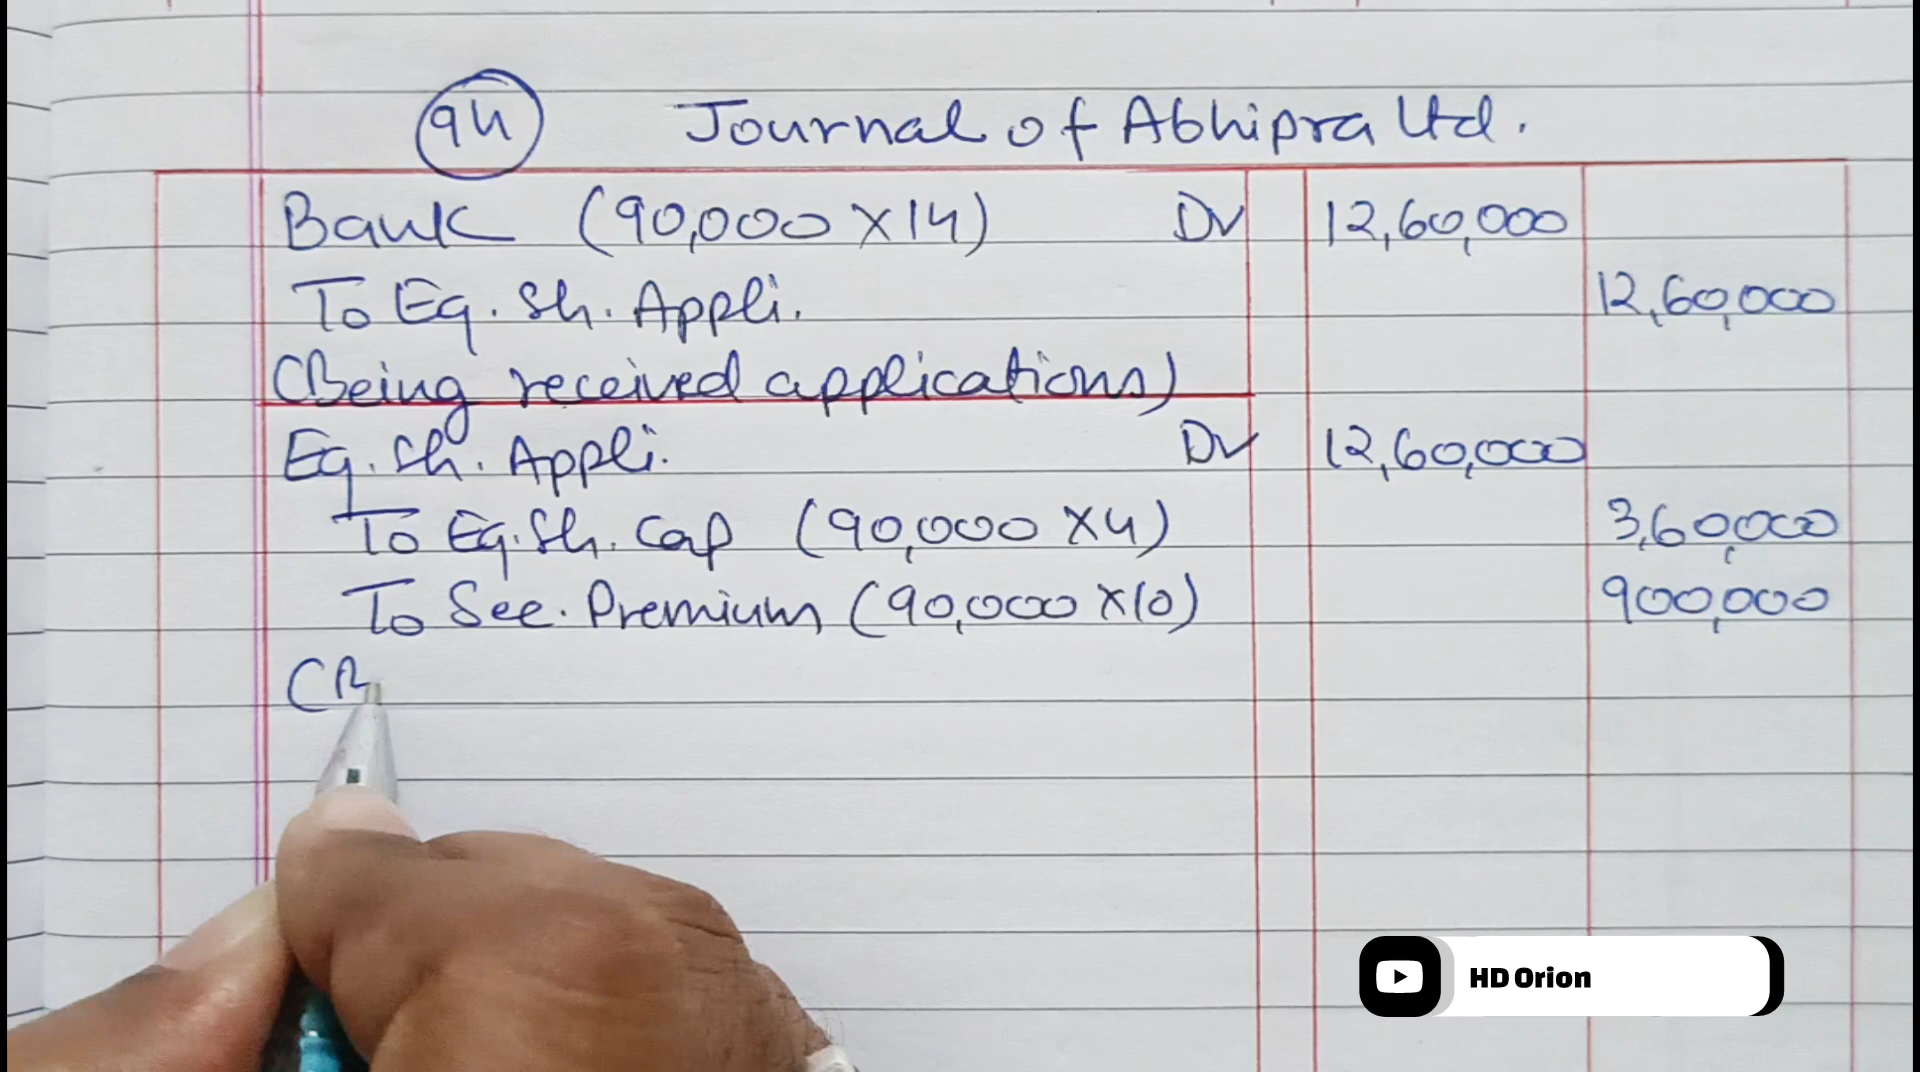 94 Journal of Abhipra Ltd.
Bank (90,000 X 14) Dr 12,60,000
To Eq. Sh. Appli. 12,60,000
(Being received applications)
Eq. Sh. Appli. Dr 12,60,000
To Eq. Sh. Cap (90,000 X 4) 3,60,000
To Sec. Premium (90,000 X 10) 900,000
(B
HD Orion